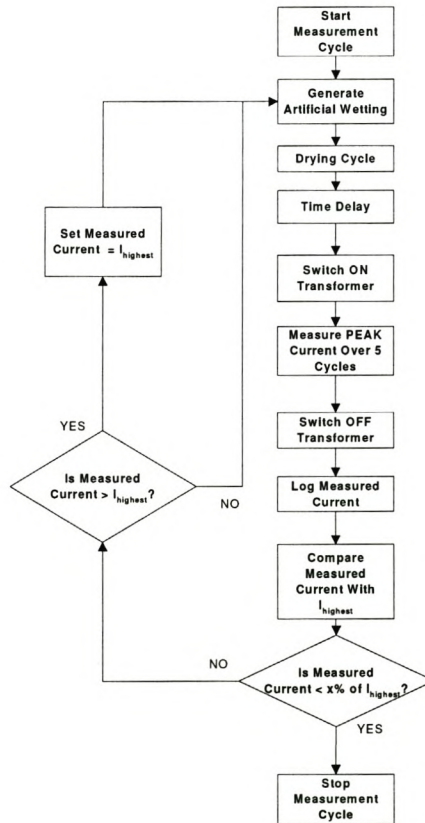 Start
Measurement
Cycle
Generate
Artificial Wetting
Drying Cycle
Time Delay
Set Measured
Current = Ihighest
Switch ON
Transformer
Measure PEAK
Current Over 5
Cycles
YES
Switch OFF
Transformer
Is Measured
Current > Ihighest?
NO
Log Measured
Current
Compare
Measured
Current With
Ihighest
NO
Is Measured
Current < x% of Ihighest?
YES
Stop
Measurement
Cycle